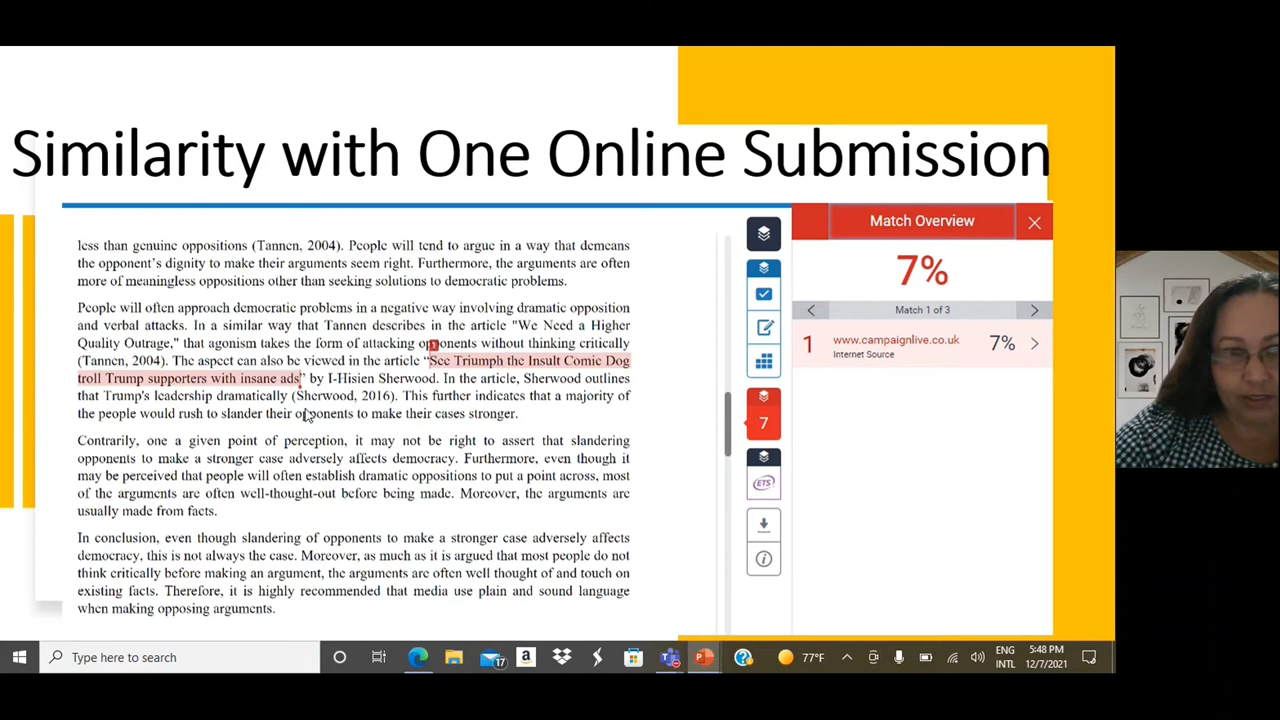 Similarity with One Online Submission
less than genuine oppositions (Tannen, 2004). People will tend to argue in a way that demeans
the opponent's dignity to make their arguments seem right. Furthermore, the arguments are often
more of meaningless oppositions other than seeking solutions to democratic problems.
People will often approach democratic problems in a negative way involving dramatic opposition
and verbal attacks. In a similar way that Tannen describes in the article "We Need a Higher
Quality Outrage," that agonism takes the form of attacking opponents without thinking critically
(Tannen, 2004). The aspect can also be viewed in the article "See Triumph the Insult Comic Dog
troll Trump supporters with insane ads" by I-Hisien Sherwood. In the article, Sherwood outlines
that Trump's leadership dramatically (Sherwood, 2016). This further indicates that a majority of
the people would rush to slander their opponents to make their cases stronger.
Contrarily, one a given point of perception, it may not be right to assert that slandering
opponents to make a stronger case adversely affects democracy. Furthermore, even though it
may be perceived that people will often establish dramatic oppositions to put a point across, most
of the arguments are often well-thought-out before being made. Moreover, the arguments are
usually made from facts.
In conclusion, even though slandering of opponents to make a stronger case adversely affects
democracy, this is not always the case. Moreover, as much as it is argued that most people do not
think critically before making an argument, the arguments are often well thought of and touch on
existing facts. Therefore, it is highly recommended that media use plain and sound language
when making opposing arguments.
7
ETS
Match Overview
7%
Match 1 of 3
1 www.campaignlive.co.uk 7%
Internet Source
Type here to search
17
77°F
ENG
INTL
5:48 PM
12/7/2021